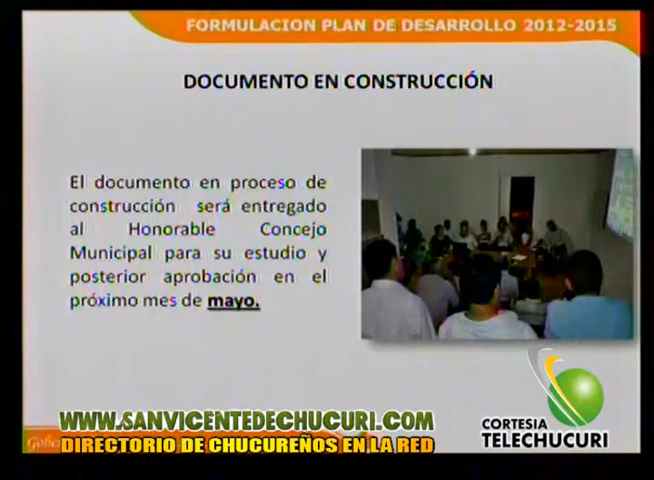 FORMULACION PLAN DE DESARROLLO 2012-2015
DOCUMENTO EN CONSTRUCCIÓN
El documento en proceso de
construcción será entregado
al Honorable Concejo
Municipal para su estudio y
posterior aprobación en el
próximo mes de mayo.
WWW.SANVICENTEDECHUCURI.COM
DIRECTORIO DE CHUCUREÑOS EN LA RED
CORTESIA
TELECHUCURI